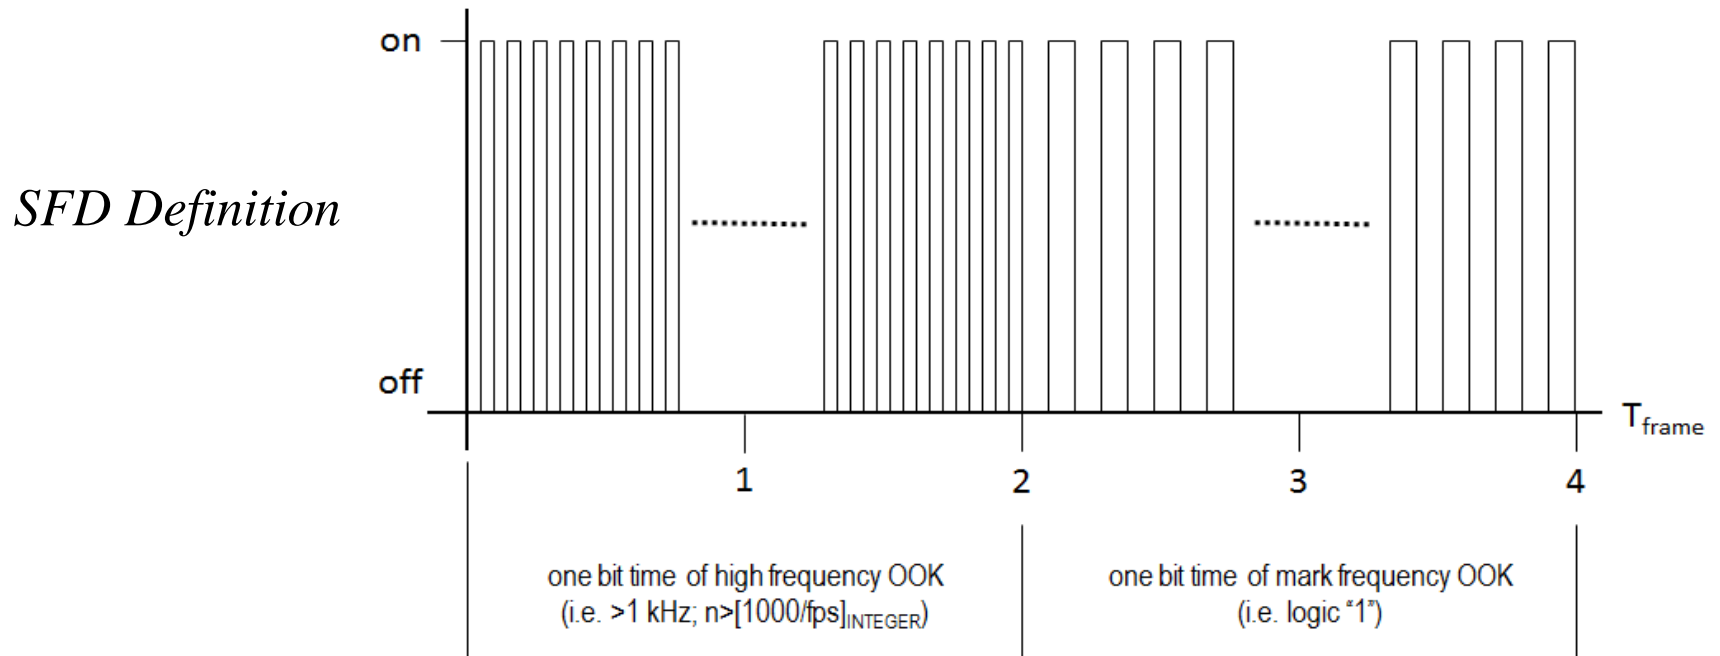 on
SFD Definition
off
T frame
1 2 3 4
one bit time of high frequency OOK
(i.e. >1 kHz; n>[1000/fps]INTEGER)
one bit time of mark frequency OOK
(i.e. logic “1”)